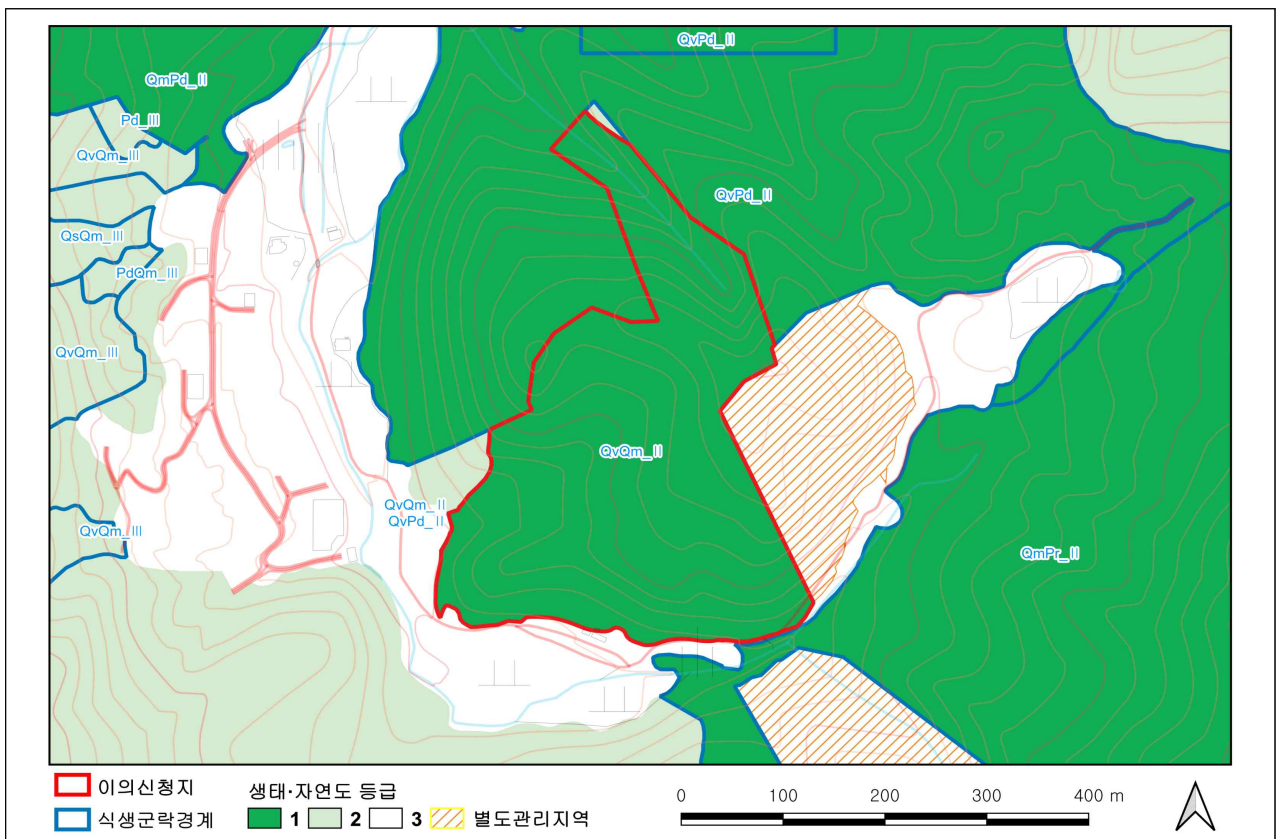 QvPd_II
QmPd_II
Pd_III
QvQm_III
QvPd_II
QsQm_III
PdQm_III
QvQm_III
QvQm_II
QvQm_II
QvPd_II
QvQm_III
QmPr_II
이의신청지
생태·자연도 등급
0 100 200 300 400 m
식생군락경계
1 2 3 별도관리지역